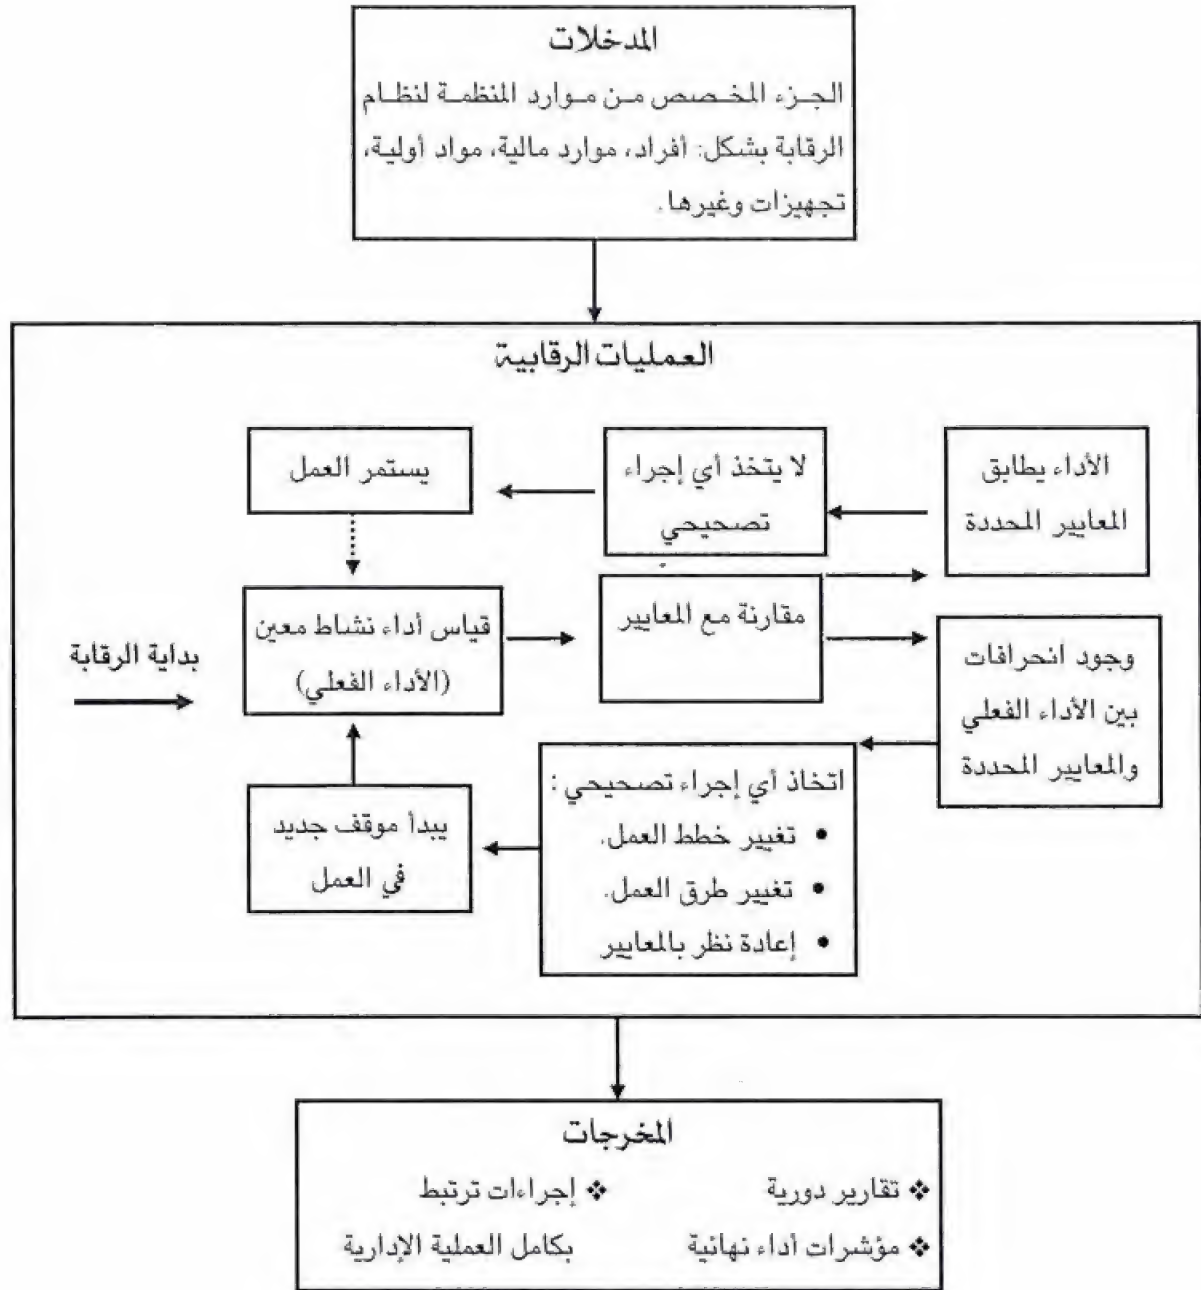 المدخلات
الجزء المخصص من موارد المنظمة لنظام
الرقابة بشكل: أفراد، موارد مالية، مواد أولية،
تجهيزات وغيرها.
العمليات الرقابية
الأداء يطابق
المعايير المحددة
لا يتخذ أي إجراء
تصحيحي
يستمر العمل
بداية الرقابة
قياس أداء نشاط معين
(الأداء الفعلي)
مقارنة مع المعايير
وجود انحرافات
بين الأداء الفعلي
والمعايير المحددة
اتخاذ أي إجراء تصحيحي:
• تغيير خطط العمل.
• تغيير طرق العمل.
• إعادة نظر بالمعايير
يبدأ موقف جديد
في العمل
المخرجات
❖ تقارير دورية
❖ مؤشرات أداء نهائية
❖ إجراءات ترتبط
بكامل العملية الإدارية